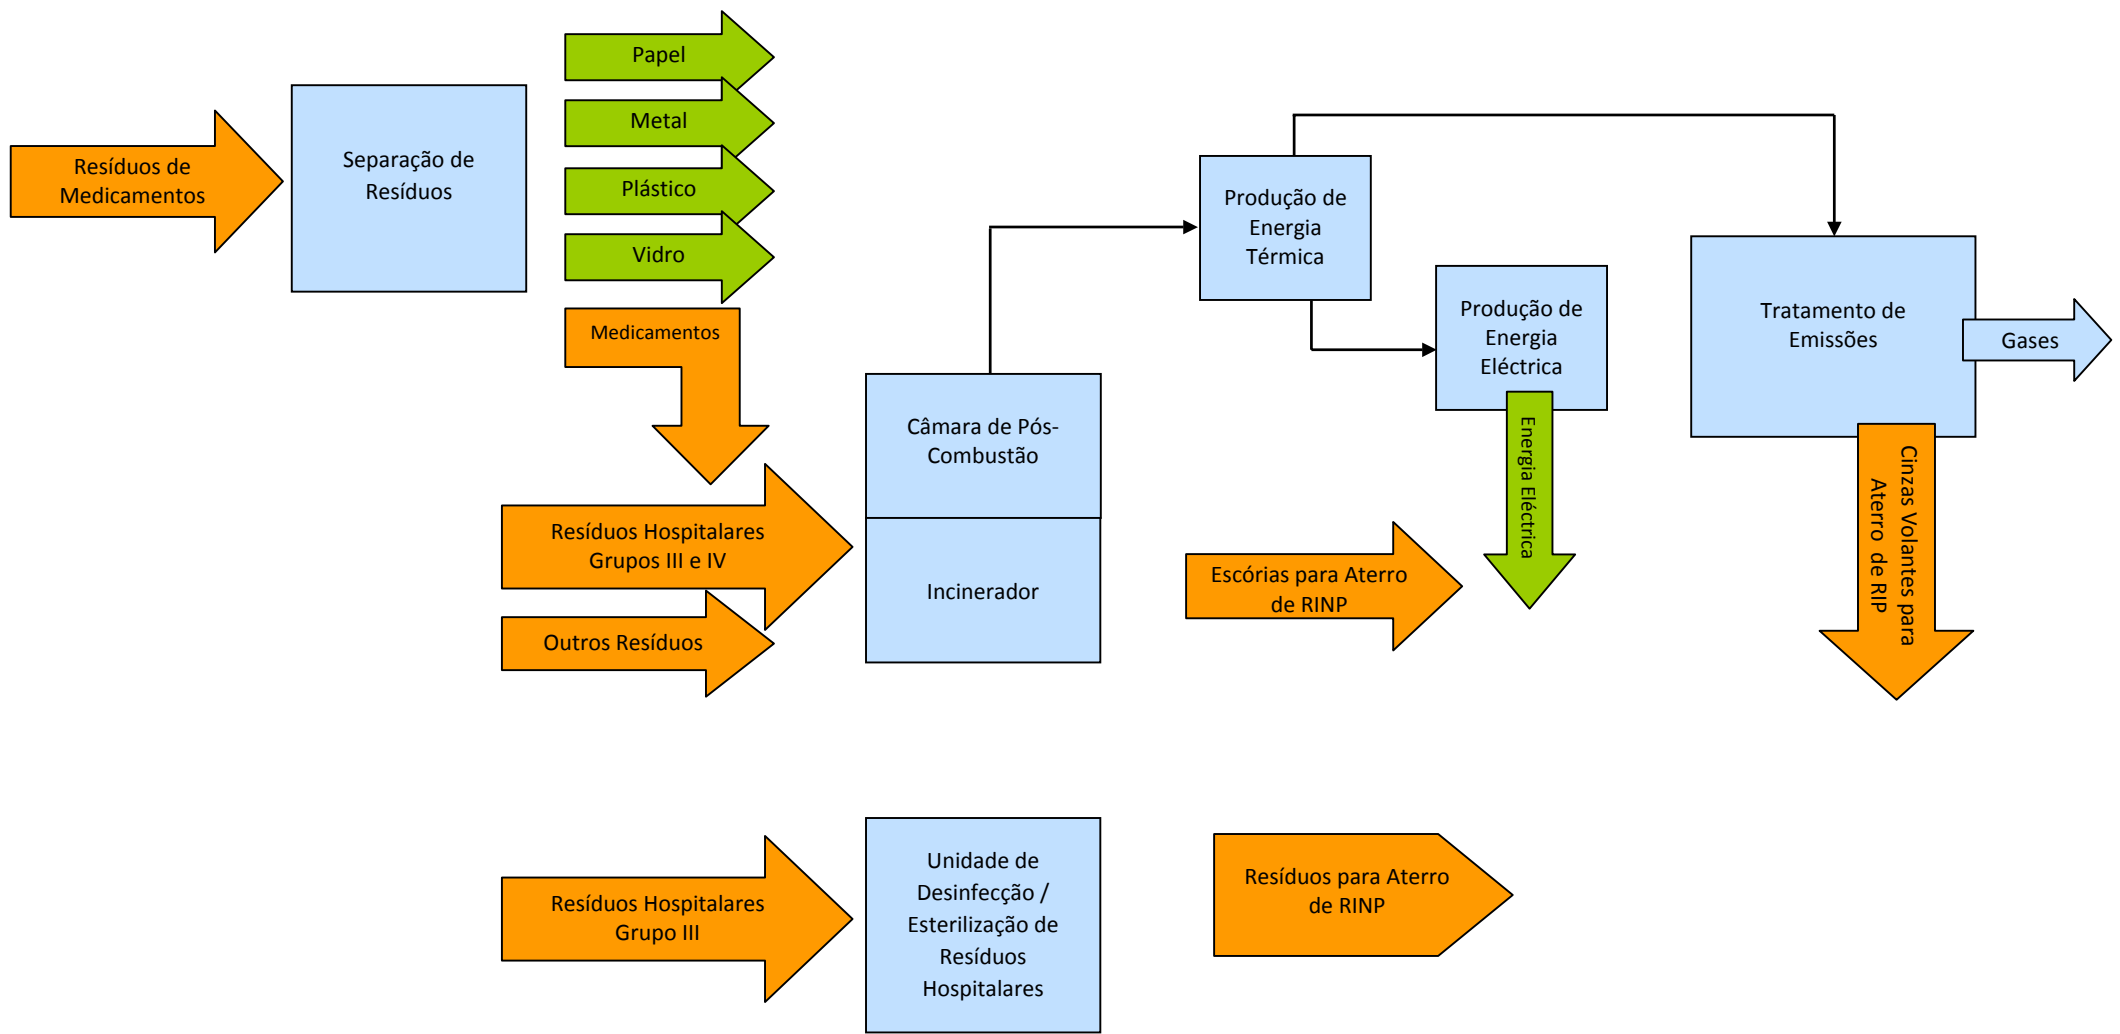 Papel
Metal
Plástico
Vidro
Resíduos de
Medicamentos
Separação de
Resíduos
Medicamentos
Produção de
Energia
Térmica
Produção de
Energia
Eléctrica
Tratamento de
Emissões
Gases
Câmara de Pós-
Combustão
Incinerador
Resíduos Hospitalares
Grupos III e IV
Outros Resíduos
Escórias para Aterro
de RINP
Energia Eléctrica
Cinzas Volantes para
Aterro de RIP
Resíduos Hospitalares
Grupo III
Unidade de
Desinfecção /
Esterilização de
Resíduos
Hospitalares
Resíduos para Aterro
de RINP